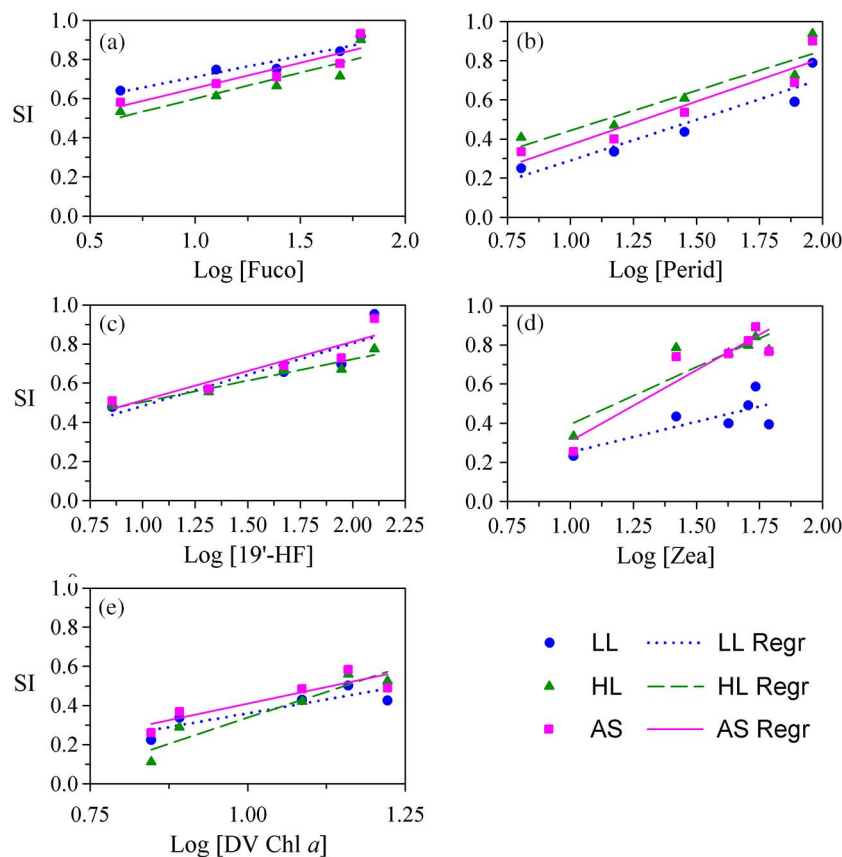 (a)
1.0
0.8
0.6
0.4
0.2
0.0
SI
0.5 1.0 1.5 2.0
Log [Fuco]
(b)
1.0
0.8
0.6
0.4
0.2
0.0
0.75 1.00 1.25 1.50 1.75 2.00
Log [Perid]
(c)
1.0
0.8
0.6
0.4
0.2
0.0
SI
0.75 1.00 1.25 1.50 1.75 2.00 2.25
Log [19'-HF]
(d)
1.0
0.8
0.6
0.4
0.2
0.0
0.75 1.00 1.25 1.50 1.75 2.00
Log [Zea]
(e)
1.0
0.8
0.6
0.4
0.2
0.0
SI
0.75 1.00 1.25
Log [DV Chl a]
LL LL Regr
HL HL Regr
AS AS Regr